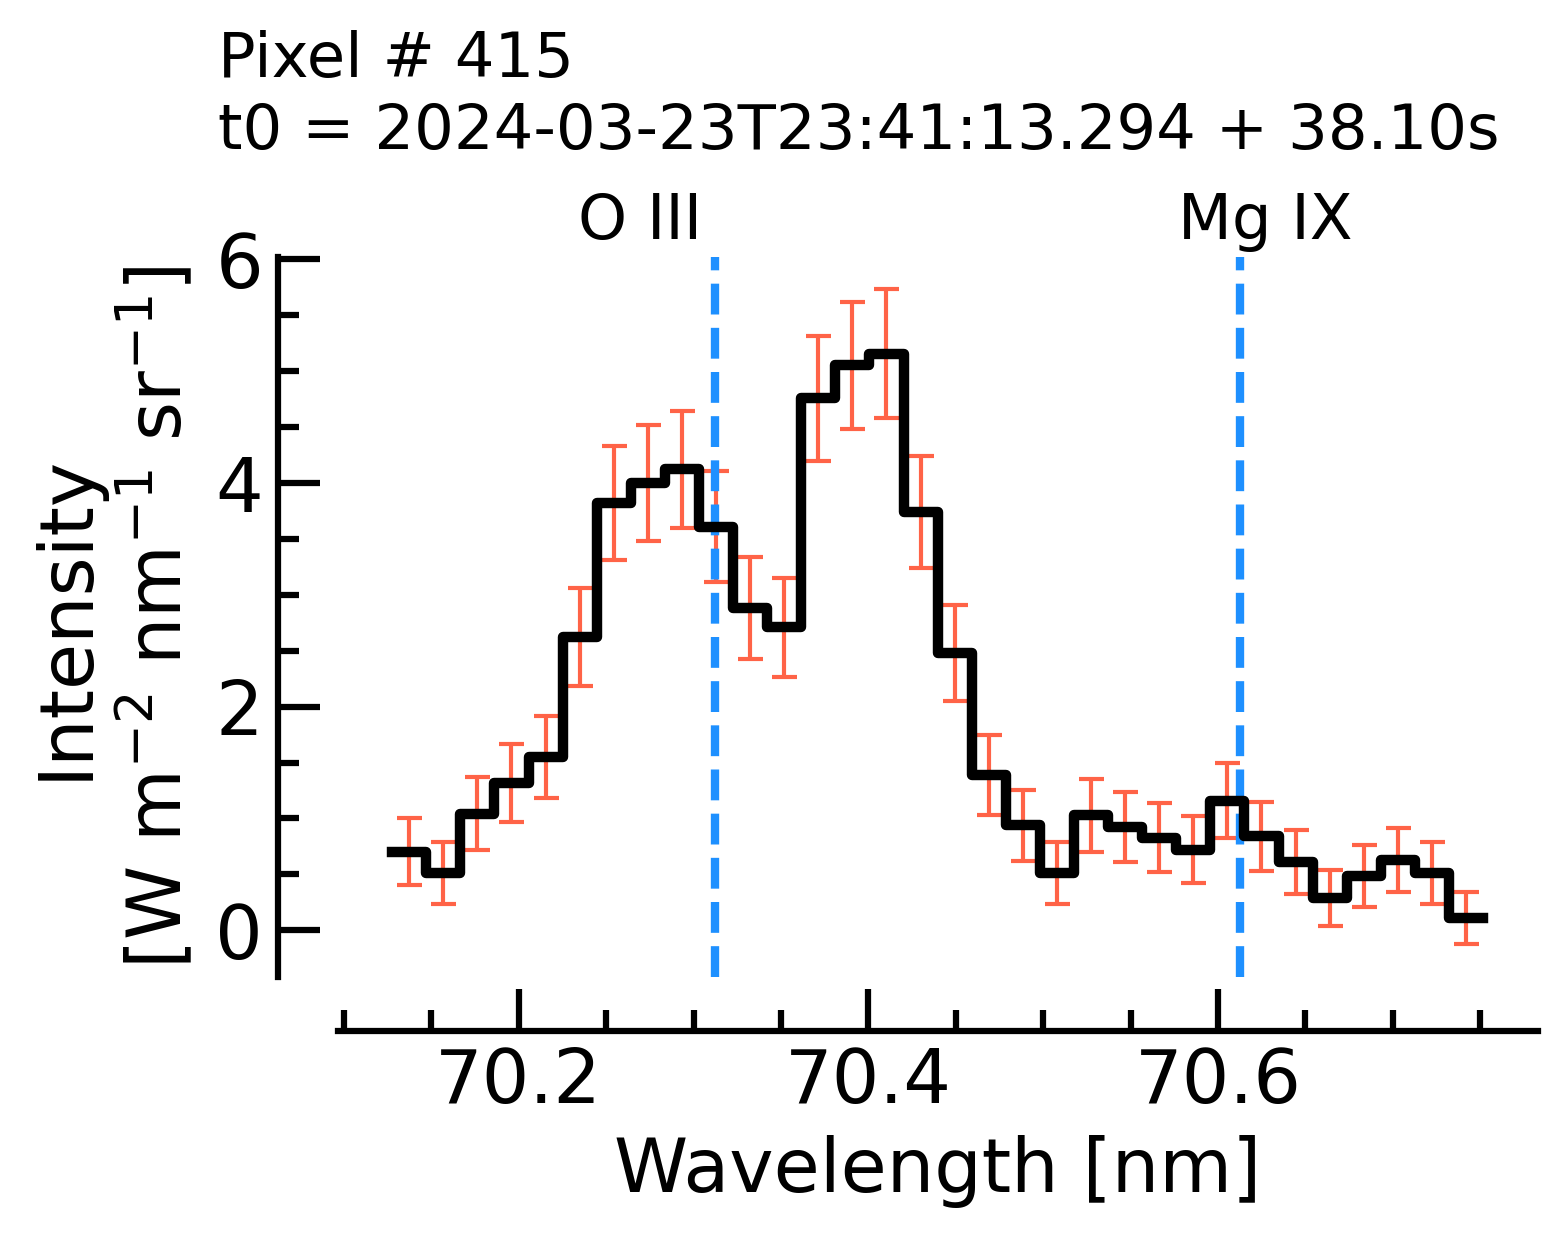 Pixel # 415
t0 = 2024-03-23T23:41:13.294 + 38.10s
O III
Mg IX
6
4
2
0
Intensity
[W m⁻² nm⁻¹ sr⁻¹]
70.2
70.4
70.6
Wavelength [nm]